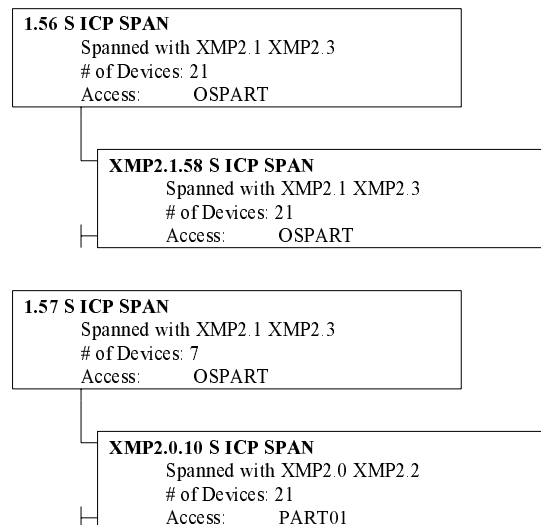 1.56 S ICP SPAN
Spanned with XMP2.1 XMP2.3
# of Devices: 21
Access: OSPART
XMP2.1.58 S ICP SPAN
Spanned with XMP2.1 XMP2.3
# of Devices: 21
Access: OSPART
1.57 S ICP SPAN
Spanned with XMP2.1 XMP2.3
# of Devices: 7
Access: OSPART
XMP2.0.10 S ICP SPAN
Spanned with XMP2.0 XMP2.2
# of Devices: 21
Access: PART01